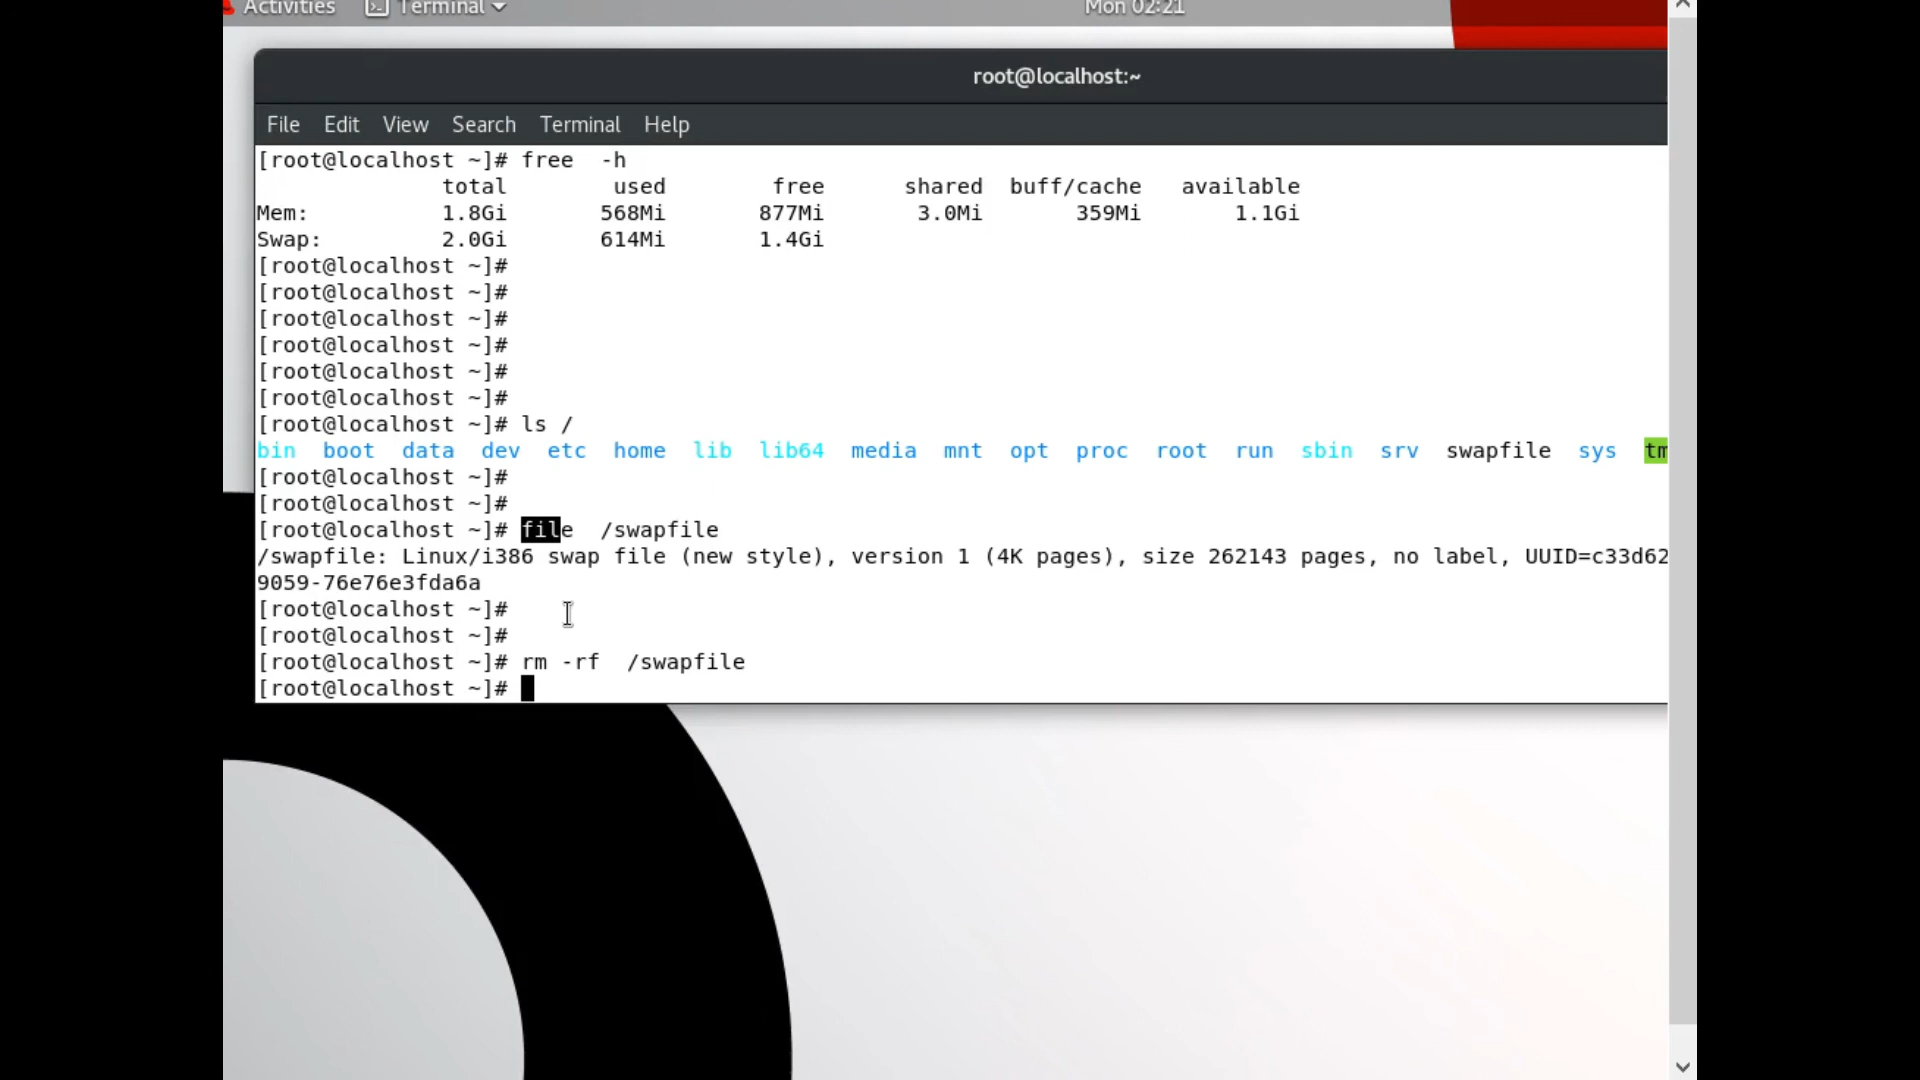 Activities Terminal Mon 02:21
root@localhost:~
File Edit View Search Terminal Help
[root@localhost ~]# free  -h
              total        used        free      shared  buff/cache   available
Mem:          1.8Gi       568Mi       877Mi       3.0Mi       359Mi       1.1Gi
Swap:         2.0Gi       614Mi       1.4Gi
[root@localhost ~]#
[root@localhost ~]#
[root@localhost ~]#
[root@localhost ~]#
[root@localhost ~]#
[root@localhost ~]#
[root@localhost ~]# ls /
bin  boot  data  dev  etc  home  lib  lib64  media  mnt  opt  proc  root  run  sbin  srv  swapfile  sys  tm
[root@localhost ~]#
[root@localhost ~]#
[root@localhost ~]# file  /swapfile
/swapfile: Linux/i386 swap file (new style), version 1 (4K pages), size 262143 pages, no label, UUID=c33d62
9059-76e76e3fda6a
[root@localhost ~]#
[root@localhost ~]#
[root@localhost ~]# rm -rf  /swapfile
[root@localhost ~]#